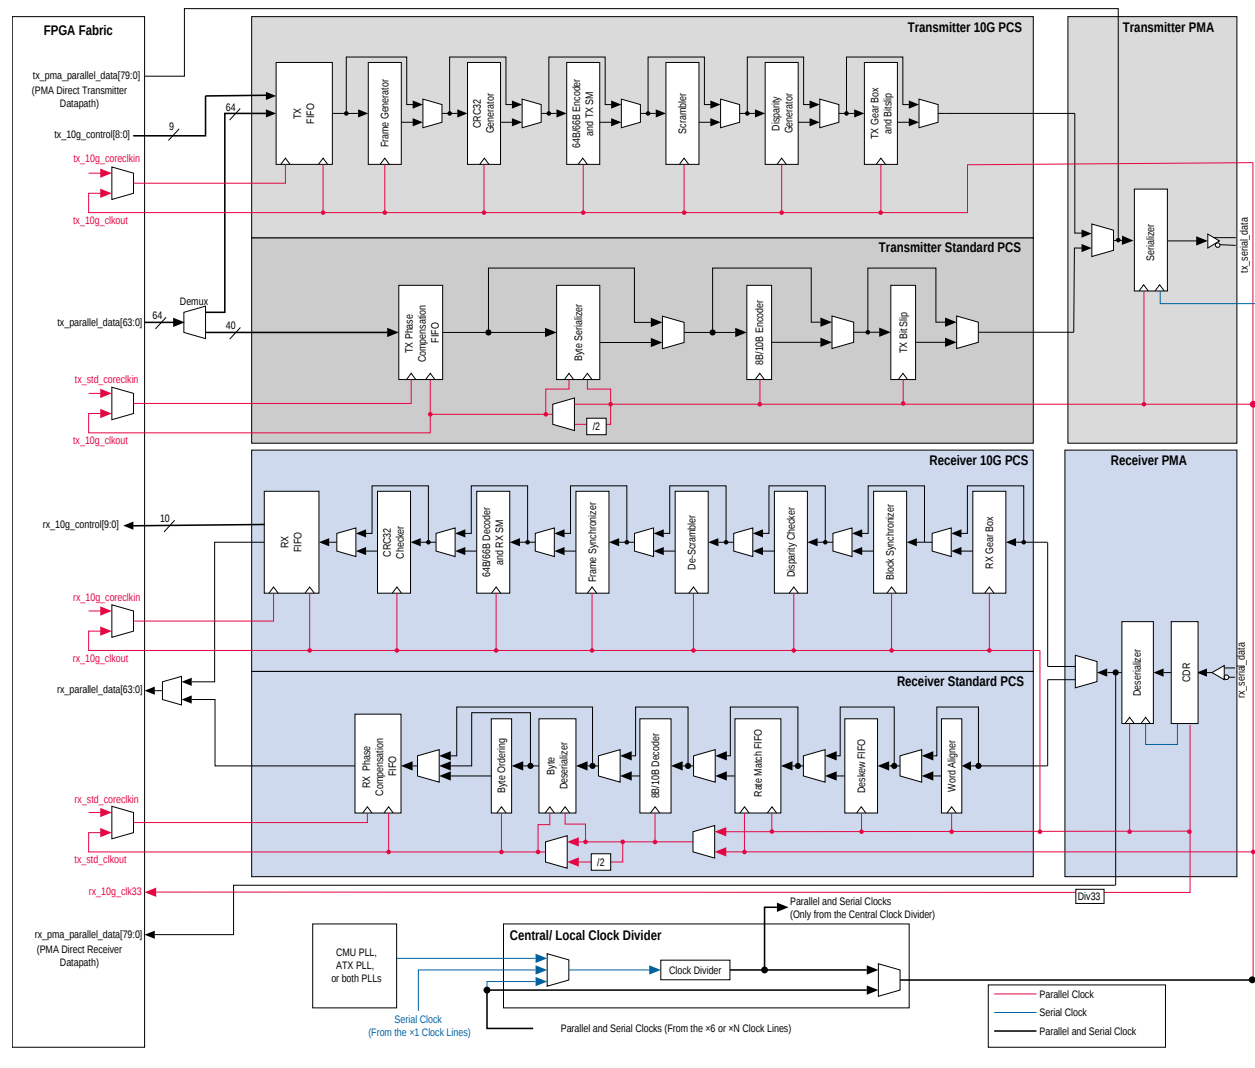 FPGA Fabric
Transmitter 10G PCS
Transmitter PMA
tx_pma_parallel_data[79:0]
(PMA Direct Transmitter
Datapath)
tx_10g_control[8:0]
9
64
tx_10g_coreclkin
tx_10g_clkout
TX
FIFO
Frame Generator
CRC32
Generator
64B/66B Encoder
and TX SM
Scrambler
Disparity
Generator
TX Gear Box
and Bitslip
Serializer
tx_serial_data
Transmitter Standard PCS
Demux
tx_parallel_data[63:0]
64
40
tx_std_coreclkin
tx_10g_clkout
TX Phase
Compensation
FIFO
Byte Serializer
8B/10B Encoder
TX Bit Slip
/2
Receiver 10G PCS
Receiver PMA
rx_10g_control[9:0]
10
rx_10g_coreclkin
rx_10g_clkout
RX
FIFO
CRC32
Checker
64B/66B Decoder
and RX SM
Frame Synchronizer
De-Scrambler
Disparity Checker
Block Synchronizer
RX Gear Box
Deserializer
CDR
rx_serial_data
Receiver Standard PCS
rx_parallel_data[63:0]
rx_std_coreclkin
tx_std_clkout
RX Phase
Compensation
FIFO
Byte Ordering
Byte
Deserializer
8B/10B Decoder
Rate Match FIFO
Deskew FIFO
Word Aligner
/2
rx_10g_clk33
Div33
rx_pma_parallel_data[79:0]
(PMA Direct Receiver
Datapath)
Parallel and Serial Clocks
(Only from the Central Clock Divider)
Central/ Local Clock Divider
CMU PLL,
ATX PLL,
or both PLLs
Clock Divider
Serial Clock
(From the ×1 Clock Lines)
Parallel and Serial Clocks (From the ×6 or ×N Clock Lines)
Parallel Clock
Serial Clock
Parallel and Serial Clock